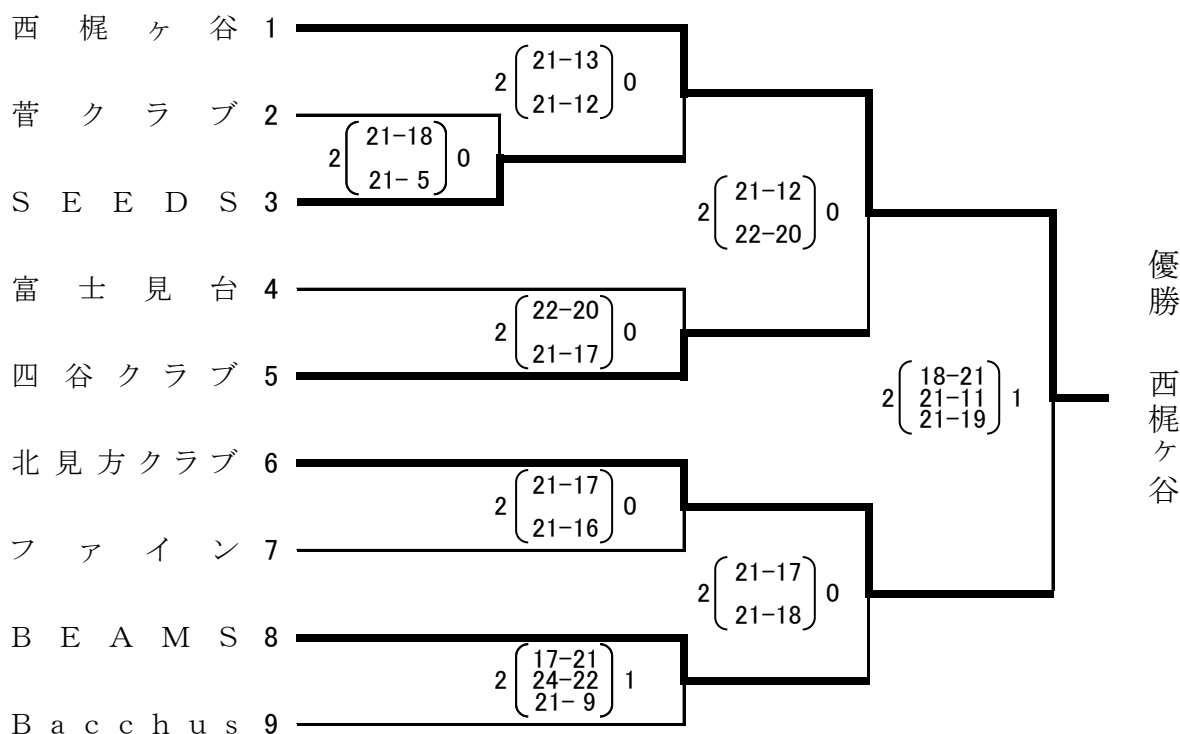 西梶ヶ谷 1
2 21-13 0
21-12
菅クラブ 2
2 21-18 0
21- 5
SEEDS 3
2 21-12 0
22-20
富士見台 4
2 22-20 0
21-17
四谷クラブ 5
2 18-21 1
21-11
21-19
優勝 西梶ヶ谷
北見方クラブ 6
2 21-17 0
21-16
ファイン 7
2 21-17 0
21-18
BEAMS 8
2 17-21 1
24-22
21- 9
Bacchus 9